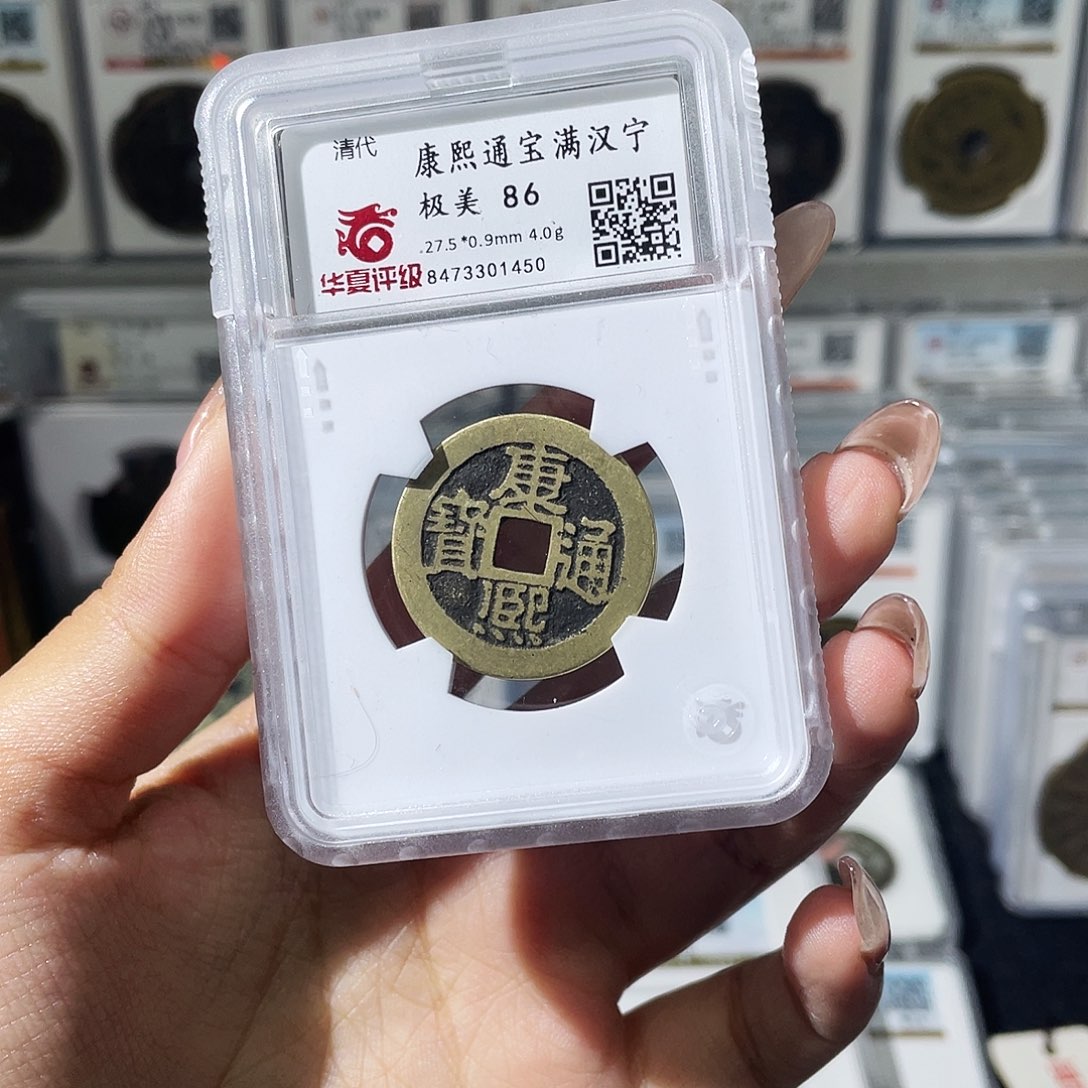 清代
康熙通宝满汉宁
极美 86
.27.5*0.9mm 4.0g
华夏评级 8473301450
康
寶 通
熙